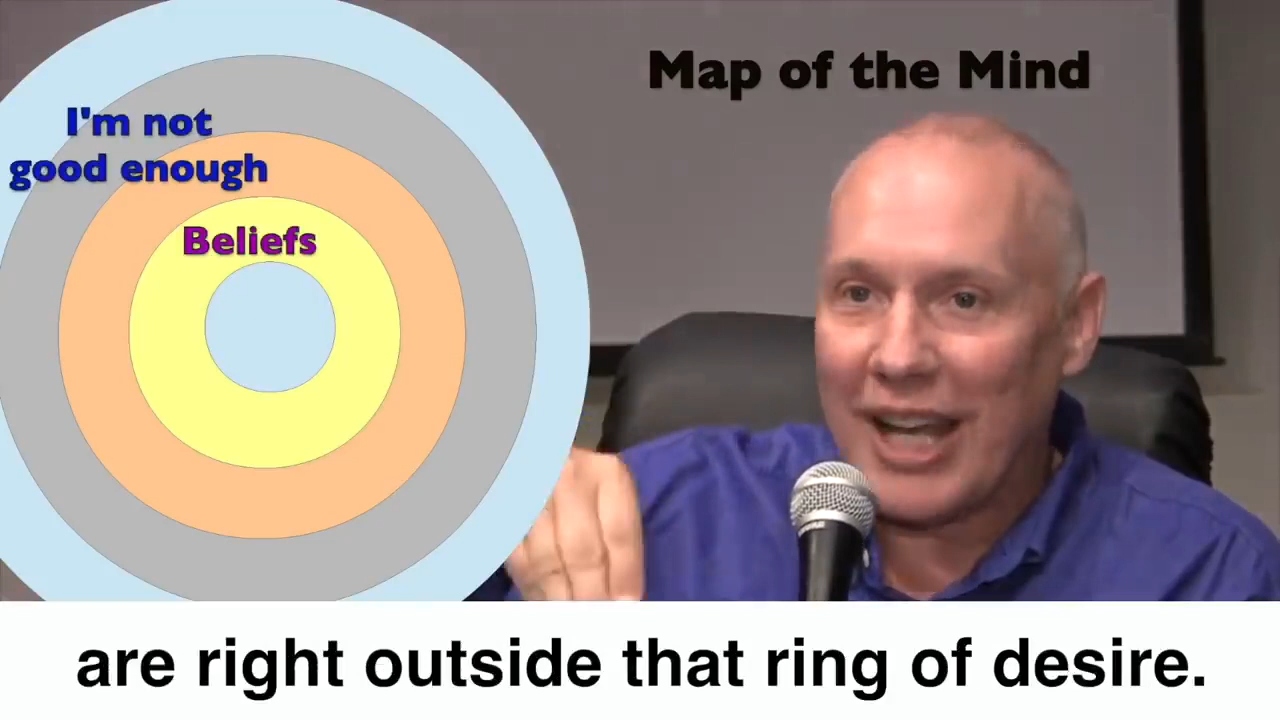 Map of the Mind
I'm not
good enough
Beliefs
are right outside that ring of desire.